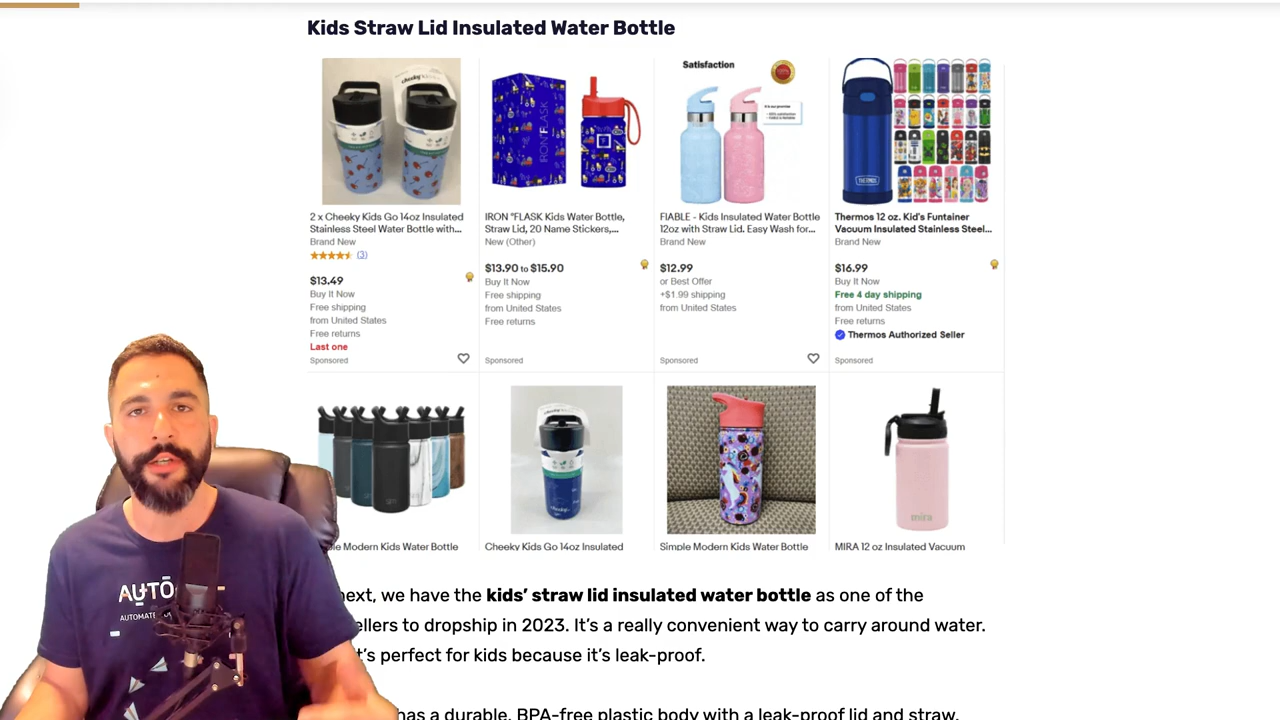 Kids Straw Lid Insulated Water Bottle
Satisfaction
IRONFLASK
THERMOS
2 x Cheeky Kids Go 14oz Insulated
Stainless Steel Water Bottle with...
Brand New
(3)
$13.49
Buy It Now
Free shipping
from United States
Free returns
Last one
Sponsored
IRON °FLASK Kids Water Bottle,
Straw Lid, 20 Name Stickers,...
New (Other)
$13.90 to $15.90
Buy It Now
Free shipping
from United States
Free returns
Sponsored
FIABLE - Kids Insulated Water Bottle
12oz with Straw Lid. Easy Wash for...
Brand New
$12.99
or Best Offer
+$1.99 shipping
from United States
Sponsored
Thermos 12 oz. Kid's Funtainer
Vacuum Insulated Stainless Steel...
Brand New
$16.99
Buy It Now
Free 4 day shipping
from United States
Free returns
Thermos Authorized Seller
Sponsored
mira
le Modern Kids Water Bottle
Cheeky Kids Go 14oz Insulated
Simple Modern Kids Water Bottle
MIRA 12 oz Insulated Vacuum
next, we have the kids’ straw lid insulated water bottle as one of the
ellers to dropship in 2023. It’s a really convenient way to carry around water.
t’s perfect for kids because it’s leak-proof.
has a durable, BPA-free plastic body with a leak-proof lid and straw.
AUTŌ
AUTOMATE